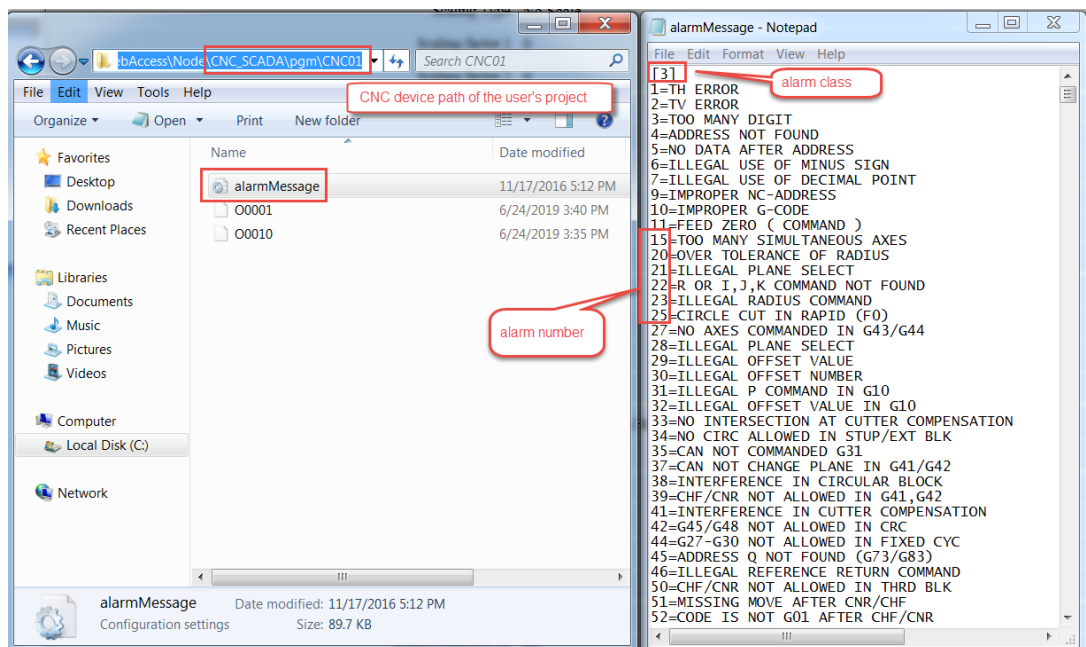 ebAccess\Node\CNC_SCADA\pgm\CNC01
Search CNC01
File Edit View Tools Help
CNC device path of the user's project
Organize Open Print New folder
Favorites
Desktop
Downloads
Recent Places
Libraries
Documents
Music
Pictures
Videos
Computer
Local Disk (C:)
Network
Name Date modified
alarmMessage 11/17/2016 5:12 PM
O0001 6/24/2019 3:40 PM
O0010 6/24/2019 3:35 PM
alarm number
alarmMessage Date modified: 11/17/2016 5:12 PM
Configuration settings Size: 89.7 KB
alarmMessage - Notepad
File Edit Format View Help
[3]
alarm class
1=TH ERROR
2=TV ERROR
3=TOO MANY DIGIT
4=ADDRESS NOT FOUND
5=NO DATA AFTER ADDRESS
6=ILLEGAL USE OF MINUS SIGN
7=ILLEGAL USE OF DECIMAL POINT
9=IMPROPER NC-ADDRESS
10=IMPROPER G-CODE
11=FEED ZERO ( COMMAND )
15=TOO MANY SIMULTANEOUS AXES
20=OVER TOLERANCE OF RADIUS
21=ILLEGAL PLANE SELECT
22=R OR I,J,K COMMAND NOT FOUND
23=ILLEGAL RADIUS COMMAND
25=CIRCLE CUT IN RAPID (F0)
27=NO AXES COMMANDED IN G43/G44
28=ILLEGAL PLANE SELECT
29=ILLEGAL OFFSET VALUE
30=ILLEGAL OFFSET NUMBER
31=ILLEGAL P COMMAND IN G10
32=ILLEGAL OFFSET VALUE IN G10
33=NO INTERSECTION AT CUTTER COMPENSATION
34=NO CIRC ALLOWED IN STUP/EXT BLK
35=CAN NOT COMMANDED G31
37=CAN NOT CHANGE PLANE IN G41/G42
38=INTERFERENCE IN CIRCULAR BLOCK
39=CHF/CNR NOT ALLOWED IN G41,G42
41=INTERFERENCE IN CUTTER COMPENSATION
42=G45/G48 NOT ALLOWED IN CRC
44=G27-G30 NOT ALLOWED IN FIXED CYC
45=ADDRESS Q NOT FOUND (G73/G83)
46=ILLEGAL REFERENCE RETURN COMMAND
50=CHF/CNR NOT ALLOWED IN THRD BLK
51=MISSING MOVE AFTER CNR/CHF
52=CODE IS NOT G01 AFTER CHF/CNR